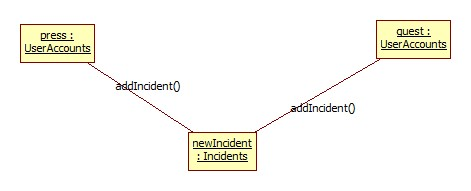 press :
UserAccounts
guest :
UserAccounts
addIncident()
addIncident()
newIncident
: Incidents